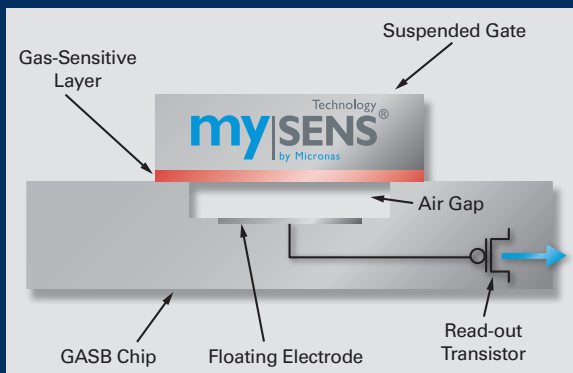 Suspended Gate
Gas-Sensitive
Layer
Technology
my|SENS®
by Micronas
Air Gap
GASB Chip
Floating Electrode
Read-out
Transistor